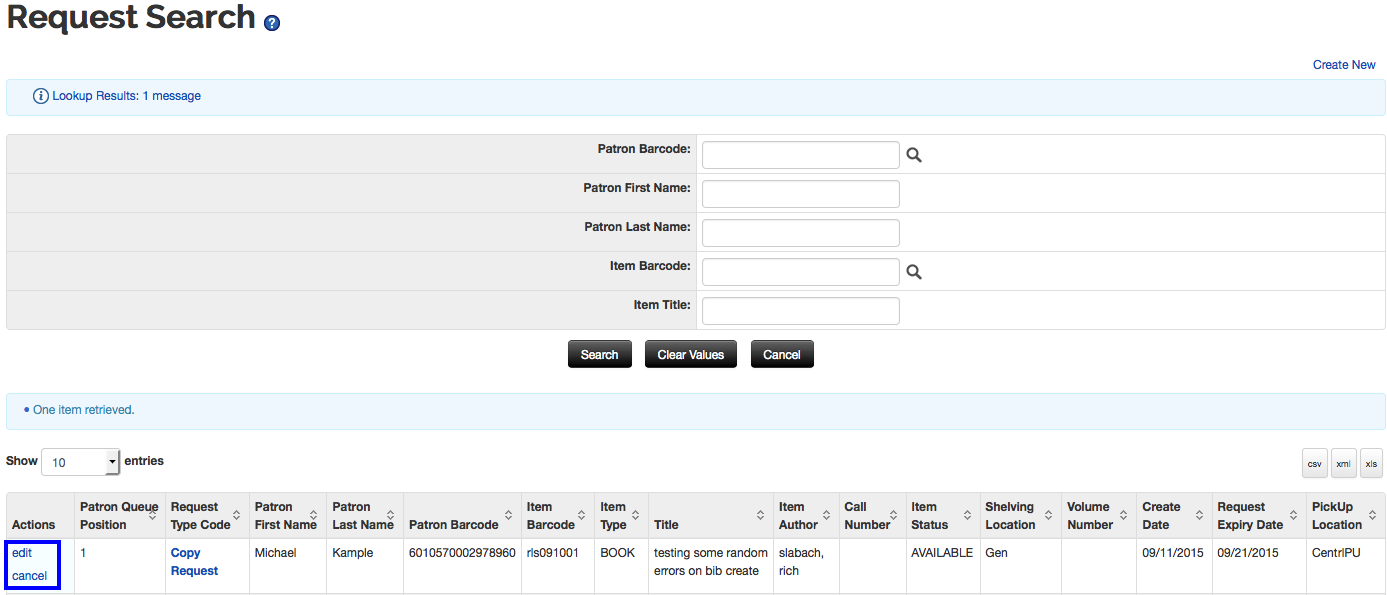 Request Search ?
Create New
Lookup Results: 1 message
Patron Barcode:
Patron First Name:
Patron Last Name:
Item Barcode:
Item Title:
Search Clear Values Cancel
• One item retrieved.
Show 10 entries
csv xml xls
Actions Patron Queue Position Request Type Code Patron First Name Patron Last Name Patron Barcode Item Barcode Item Type Title Item Author Call Number Item Status Shelving Location Volume Number Create Date Request Expiry Date PickUp Location
edit 1 Copy Request Michael Kample 6010570002978960 rls091001 BOOK testing some random errors on bib create slabach, rich AVAILABLE Gen 09/11/2015 09/21/2015 CentrlPU
cancel